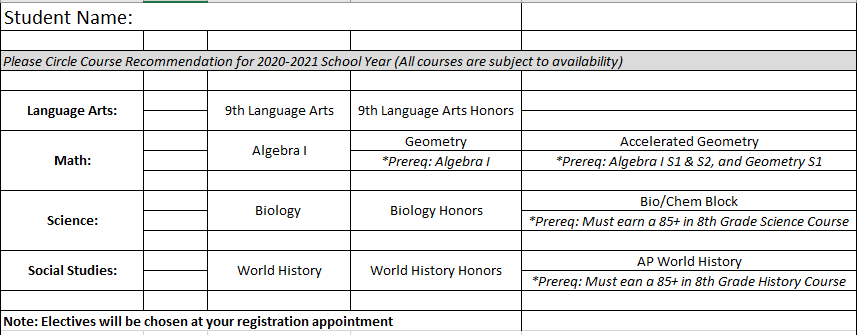 Student Name:
Please Circle Course Recommendation for 2020-2021 School Year (All courses are subject to availability)
Language Arts: 9th Language Arts 9th Language Arts Honors
Math: Algebra I Geometry Accelerated Geometry
*Prereq: Algebra I *Prereq: Algebra I S1 & S2, and Geometry S1
Science: Biology Biology Honors Bio/Chem Block
*Prereq: Must earn a 85+ in 8th Grade Science Course
Social Studies: World History World History Honors AP World History
*Prereq: Must ean a 85+ in 8th Grade History Course
Note: Electives will be chosen at your registration appointment